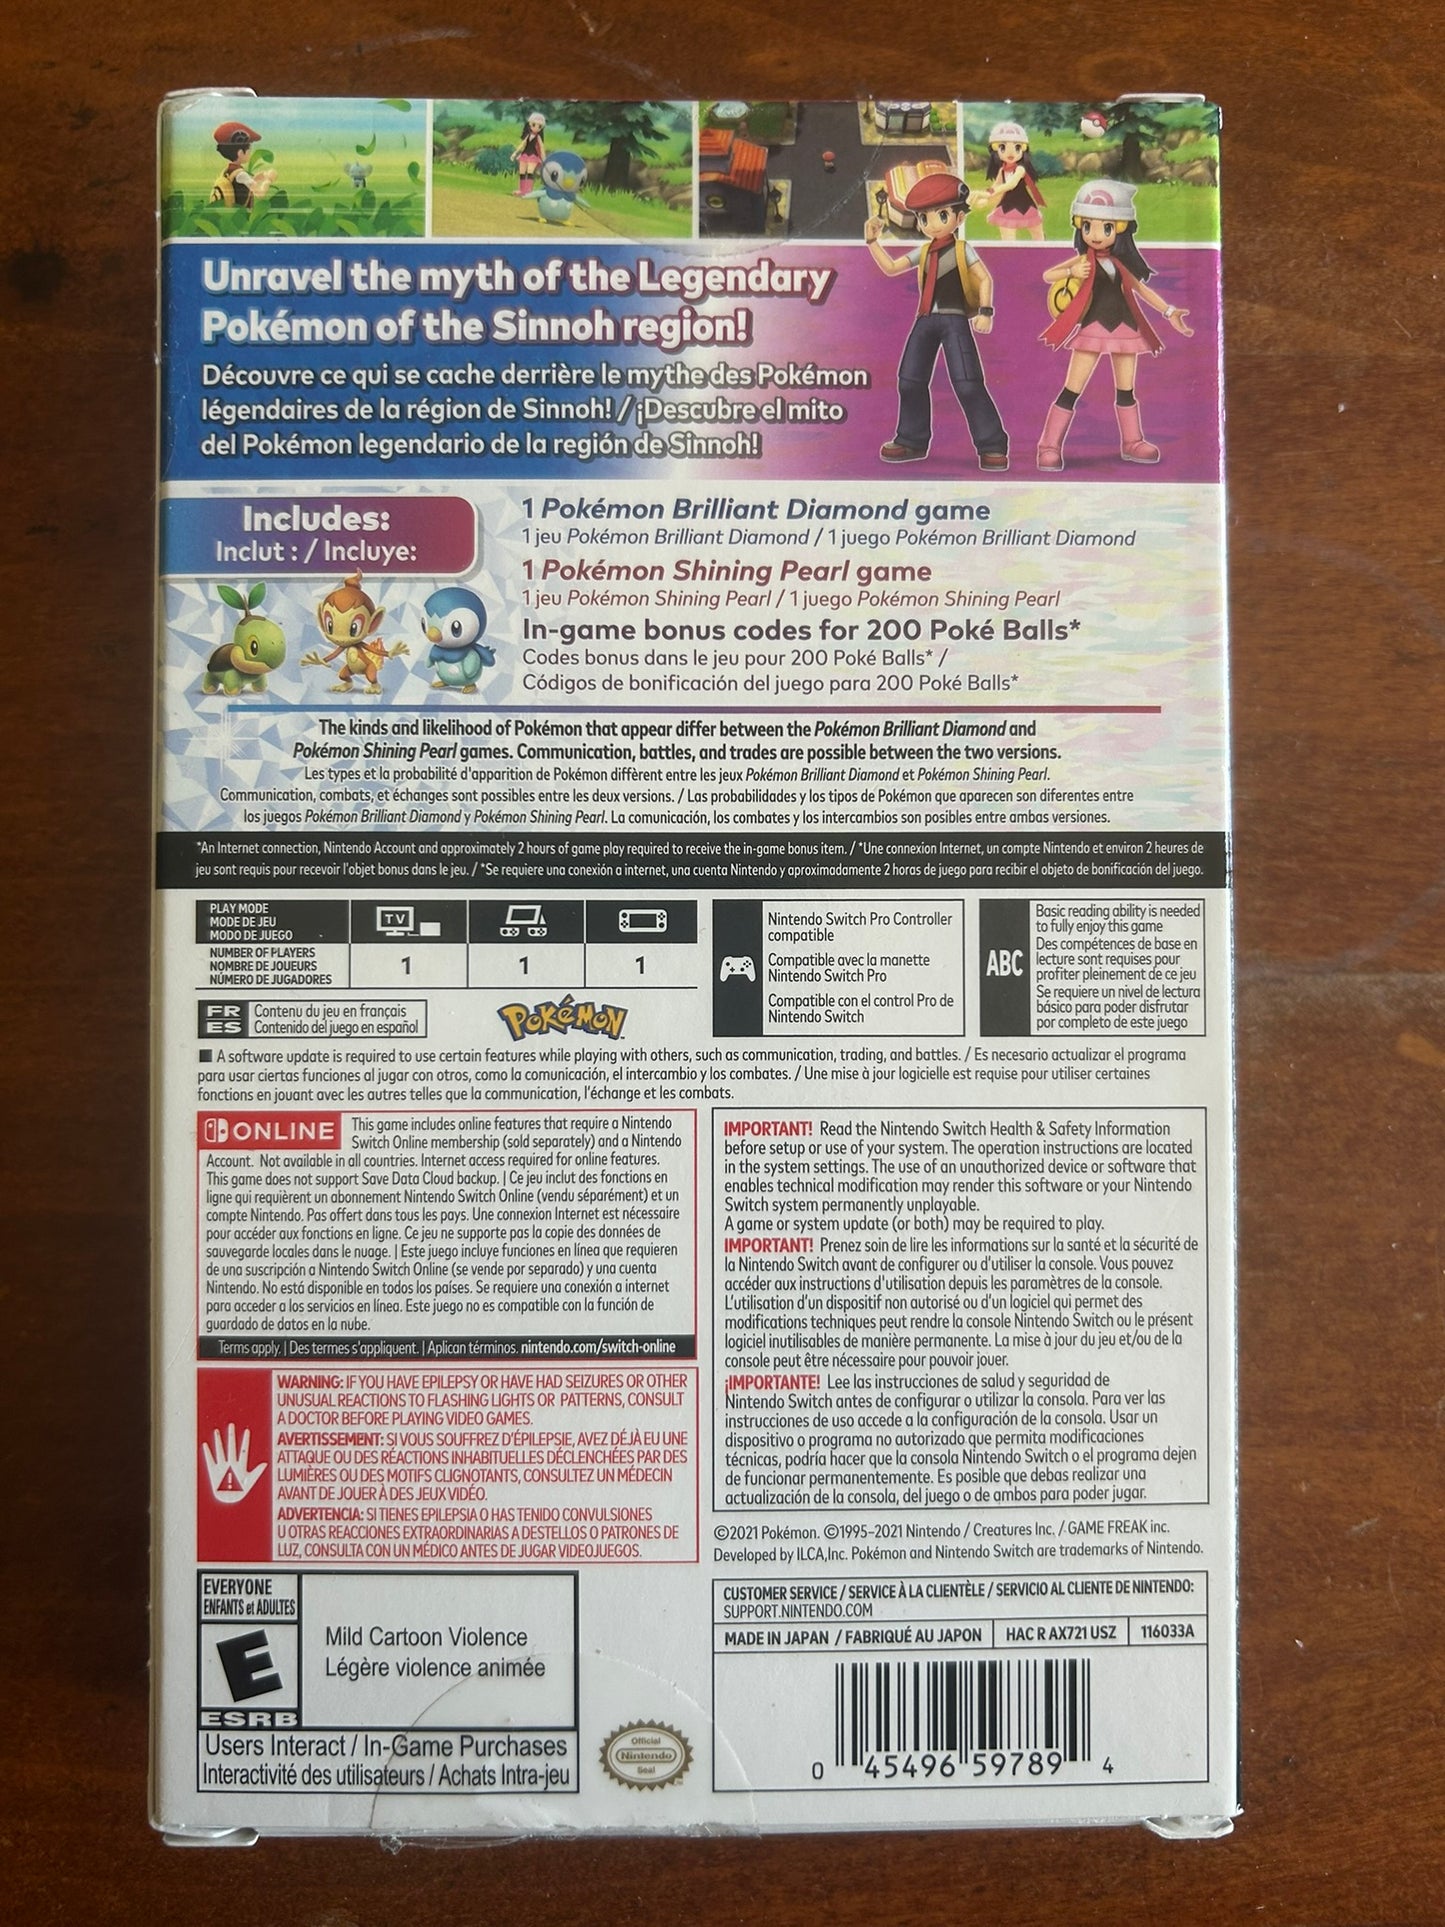 Unravel the myth of the Legendary
Pokémon of the Sinnoh region!
Découvre ce qui se cache derrière le mythe des Pokémon
légendaires de la région de Sinnoh! / ¡Descubre el mito
del Pokémon legendario de la región de Sinnoh!
Includes:
Inclut : / Incluye:
1 Pokémon Brilliant Diamond game
1 jeu Pokémon Brilliant Diamond / 1 juego Pokémon Brilliant Diamond
1 Pokémon Shining Pearl game
1 jeu Pokémon Shining Pearl / 1 juego Pokémon Shining Pearl
In-game bonus codes for 200 Poké Balls*
Codes bonus dans le jeu pour 200 Poké Balls* /
Códigos de bonificación del juego para 200 Poké Balls*
The kinds and likelihood of Pokémon that appear differ between the Pokémon Brilliant Diamond and
Pokémon Shining Pearl games. Communication, battles, and trades are possible between the two versions.
Les types et la probabilité d'apparition de Pokémon diffèrent entre les jeux Pokémon Brilliant Diamond et Pokémon Shining Pearl.
Communication, combats, et échanges sont possibles entre les deux versions. / Las probabilidades y los tipos de Pokémon que aparecen son diferentes entre
los juegos Pokémon Brilliant Diamond y Pokémon Shining Pearl. La comunicación, los combates y los intercambios son posibles entre ambas versiones.
*An Internet connection, Nintendo Account and approximately 2 hours of game play required to receive the in-game bonus item. / *Une connexion Internet, un compte Nintendo et environ 2 heures de
jeu sont requis pour recevoir l'objet bonus dans le jeu. / *Se requiere una conexión a internet, una cuenta Nintendo y aproximadamente 2 horas de juego para recibir el objeto de bonificación del juego.
PLAY MODE
MODE DE JEU
MODO DE JUEGO
TV
NUMBER OF PLAYERS
NOMBRE DE JOUEURS
NÚMERO DE JUGADORES
1 1 1
Nintendo Switch Pro Controller
compatible
Compatible avec la manette
Nintendo Switch Pro
Compatible con el control Pro de
Nintendo Switch
ABC
Basic reading ability is needed
to fully enjoy this game
Des compétences de base en
lecture sont requises pour
profiter pleinement de ce jeu
Se requiere un nivel de lectura
básico para poder disfrutar
por completo de este juego
FR Contenu du jeu en français
ES Contenido del juego en español
POKéMON
■ A software update is required to use certain features while playing with others, such as communication, trading, and battles. / Es necesario actualizar el programa
para usar ciertas funciones al jugar con otros, como la comunicación, el intercambio y los combates. / Une mise à jour logicielle est requise pour utiliser certaines
fonctions en jouant avec les autres telles que la communication, l'échange et les combats.
ONLINE
This game includes online features that require a Nintendo
Switch Online membership (sold separately) and a Nintendo
Account. Not available in all countries. Internet access required for online features.
This game does not support Save Data Cloud backup. | Ce jeu inclut des fonctions en
ligne qui requièrent un abonnement Nintendo Switch Online (vendu séparément) et un
compte Nintendo. Pas offert dans tous les pays. Une connexion Internet est nécessaire
pour accéder aux fonctions en ligne. Ce jeu ne supporte pas la copie des données de
sauvegarde locales dans le nuage. | Este juego incluye funciones en línea que requieren
de una suscripción a Nintendo Switch Online (se vende por separado) y una cuenta
Nintendo. No está disponible en todos los países. Se requiere una conexión a internet
para acceder a los servicios en línea. Este juego no es compatible con la función de
guardado de datos en la nube.
Terms apply. | Des termes s'appliquent. | Aplican términos. nintendo.com/switch-online
WARNING: IF YOU HAVE EPILEPSY OR HAVE HAD SEIZURES OR OTHER
UNUSUAL REACTIONS TO FLASHING LIGHTS OR PATTERNS, CONSULT
A DOCTOR BEFORE PLAYING VIDEO GAMES.
AVERTISSEMENT: SI VOUS SOUFFREZ D'ÉPILEPSIE, AVEZ DÉJÀ EU UNE
ATTAQUE OU DES RÉACTIONS INHABITUELLES DÉCLENCHÉES PAR DES
LUMIÈRES OU DES MOTIFS CLIGNOTANTS, CONSULTEZ UN MÉDECIN
AVANT DE JOUER À DES JEUX VIDÉO.
ADVERTENCIA: SI TIENES EPILEPSIA O HAS TENIDO CONVULSIONES
U OTRAS REACCIONES EXTRAORDINARIAS A DESTELLOS O PATRONES DE
LUZ, CONSULTA CON UN MÉDICO ANTES DE JUGAR VIDEOJUEGOS.
IMPORTANT! Read the Nintendo Switch Health & Safety Information
before setup or use of your system. The operation instructions are located
in the system settings. The use of an unauthorized device or software that
enables technical modification may render this software or your Nintendo
Switch system permanently unplayable.
A game or system update (or both) may be required to play.
IMPORTANT! Prenez soin de lire les informations sur la santé et la sécurité de
la Nintendo Switch avant de configurer ou d'utiliser la console. Vous pouvez
accéder aux instructions d'utilisation depuis les paramètres de la console.
L'utilisation d'un dispositif non autorisé ou d'un logiciel qui permet des
modifications techniques peut rendre la console Nintendo Switch ou le présent
logiciel inutilisables de manière permanente. La mise à jour du jeu et/ou de la
console peut être nécessaire pour pouvoir jouer.
¡IMPORTANTE! Lee las instrucciones de salud y seguridad de
Nintendo Switch antes de configurar o utilizar la consola. Para ver las
instrucciones de uso accede a la configuración de la consola. Usar un
dispositivo o programa no autorizado que permita modificaciones
técnicas, podría hacer que la consola Nintendo Switch o el programa dejen
de funcionar permanentemente. Es posible que debas realizar una
actualización de la consola, del juego o de ambos para poder jugar.
©2021 Pokémon. ©1995–2021 Nintendo / Creatures Inc. / GAME FREAK inc.
Developed by ILCA,Inc. Pokémon and Nintendo Switch are trademarks of Nintendo.
EVERYONE
ENFANTS et ADULTES
E
ESRB
Mild Cartoon Violence
Légère violence animée
Users Interact / In-Game Purchases
Interactivité des utilisateurs / Achats Intra-jeu
Official
Nintendo
Seal
CUSTOMER SERVICE / SERVICE À LA CLIENTÈLE / SERVICIO AL CLIENTE DE NINTENDO:
SUPPORT.NINTENDO.COM
MADE IN JAPAN / FABRIQUÉ AU JAPON HAC R AX721 USZ 116033A
0 45496 59789 4